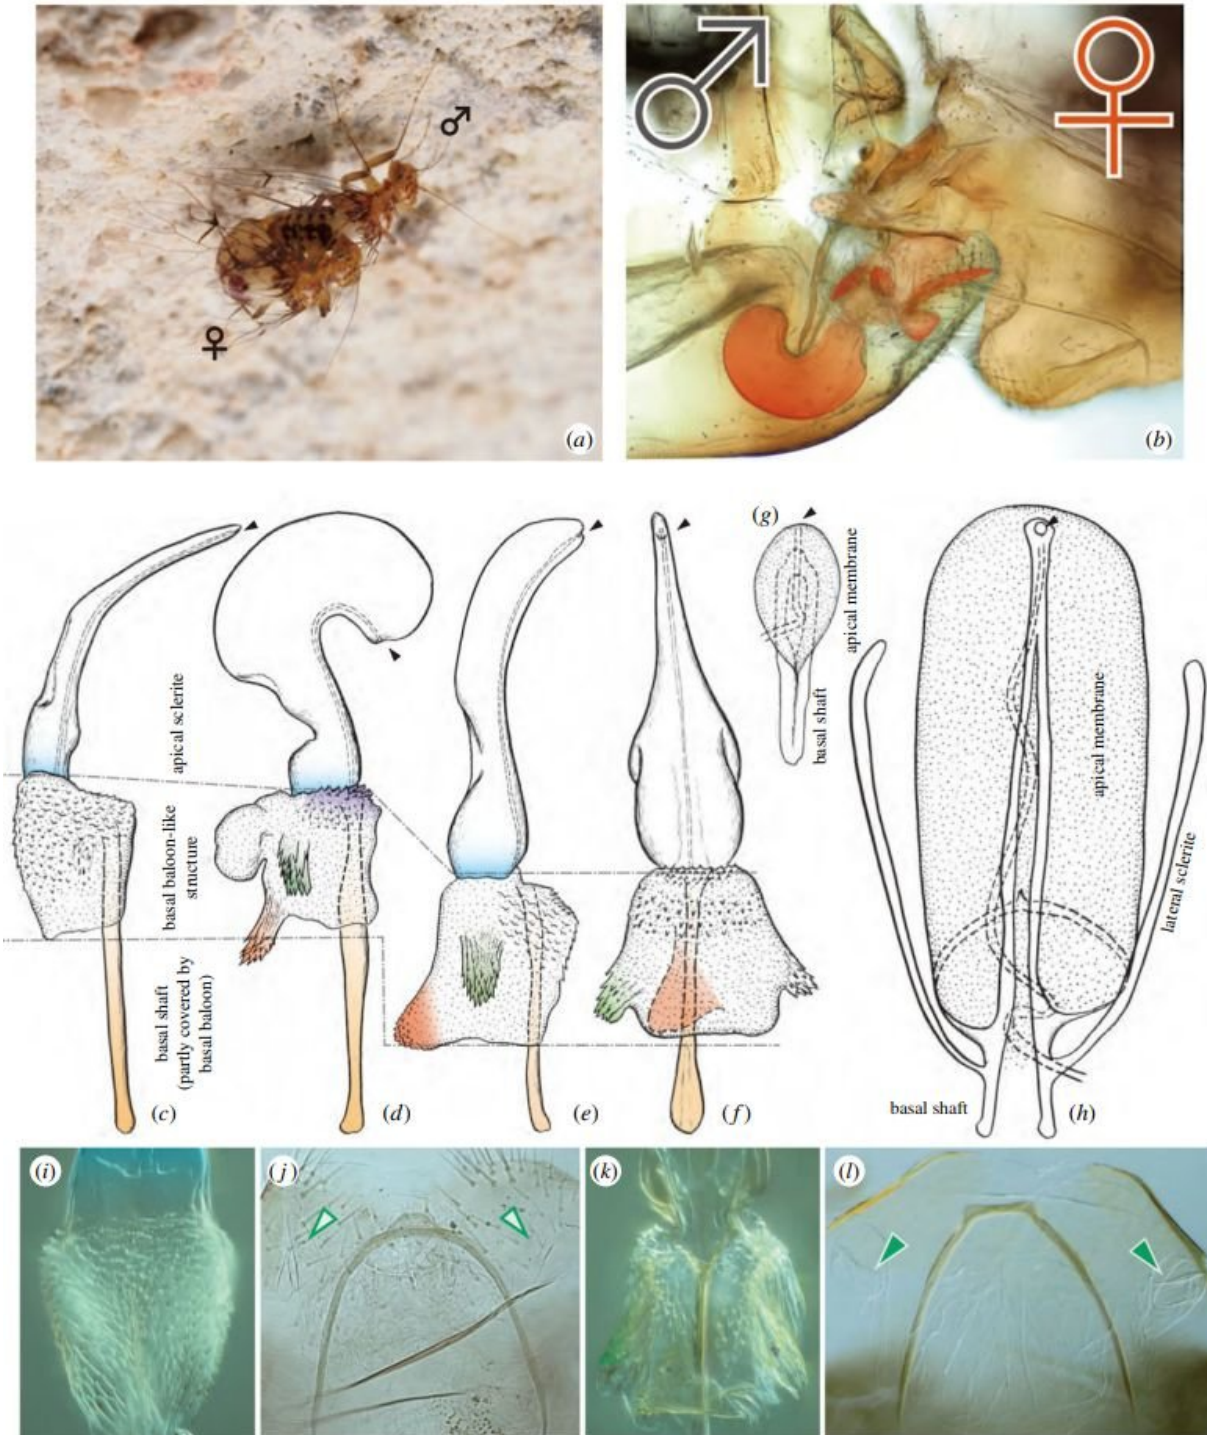 ♂
♀
(a)
♂
♀
(b)
(g)
apical sclerite
basal baloon-like
structure
basal shaft
(partly covered by
basal baloon)
apical membrane
basal shaft
apical membrane
lateral sclerite
basal shaft
(c)
(d)
(e)
(f)
(h)
(i)
(j)
(k)
(l)